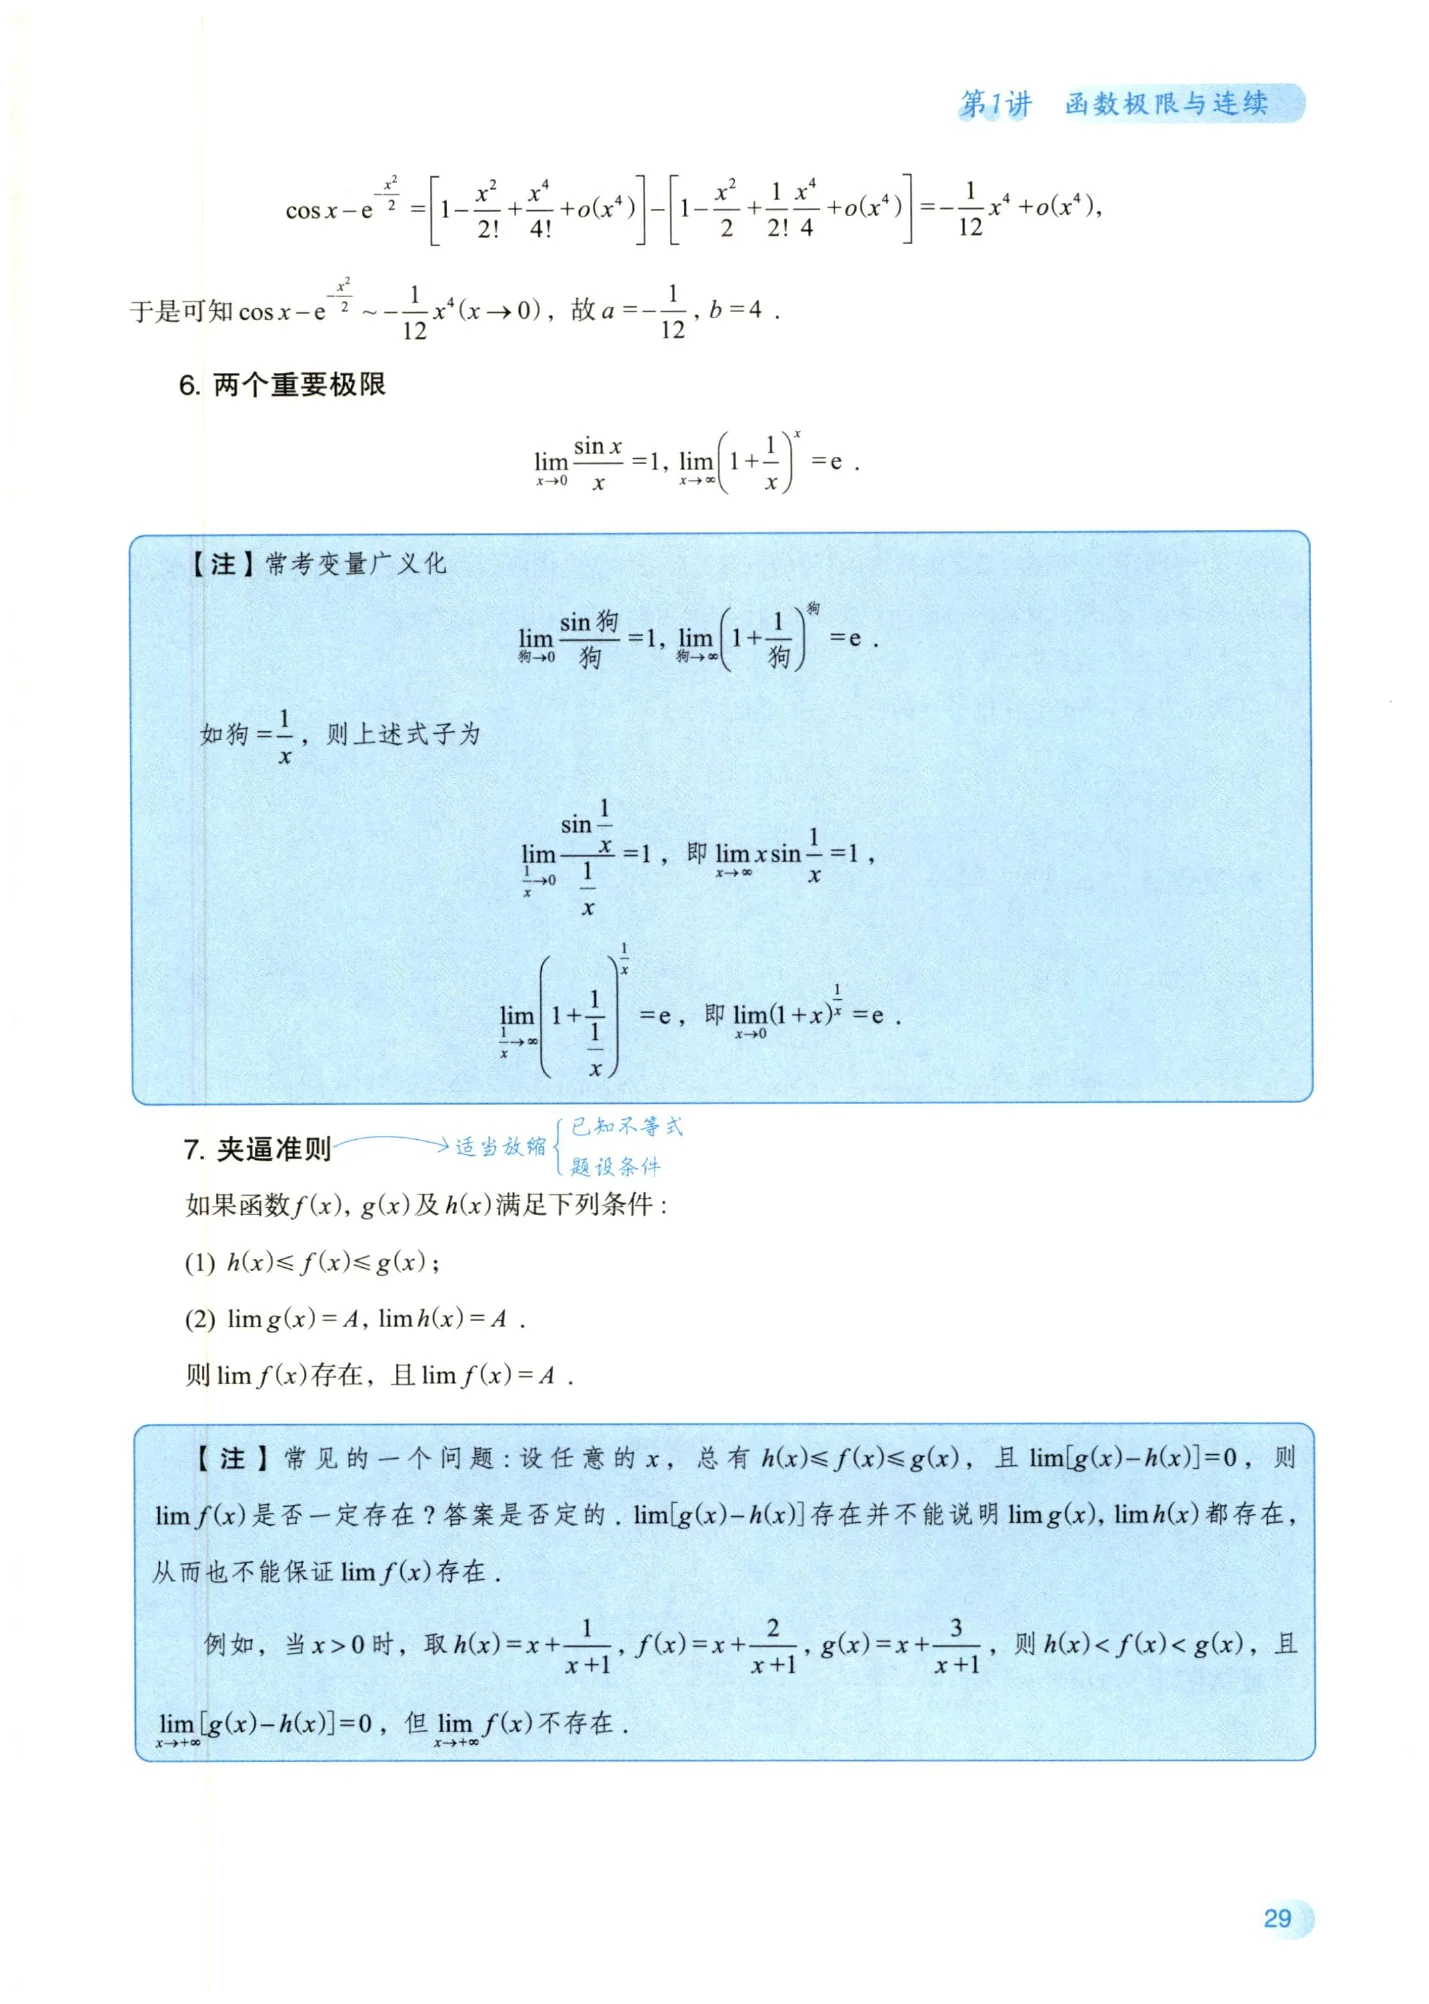 第1讲 函数极限与连续
$\cos x-\mathrm{e}^{-\frac{x^2}{2}}=\left[1-\frac{x^2}{2!}+\frac{x^4}{4!}+o(x^4)\right]-\left[1-\frac{x^2}{2}+\frac{1}{2!}\frac{x^4}{4}+o(x^4)\right]=-\frac{1}{12}x^4+o(x^4),$
于是可知$\cos x-\mathrm{e}^{-\frac{x^2}{2}}\sim-\frac{1}{12}x^4(x\to0)$，故$a=-\frac{1}{12},b=4$．
6. 两个重要极限
$\lim_{x\to0}\frac{\sin x}{x}=1,\lim_{x\to\infty}\left(1+\frac{1}{x}\right)^x=\mathrm{e}$．
【注】常考变量广义化
$\lim_{狗\to0}\frac{\sin 狗}{狗}=1,\lim_{狗\to\infty}\left(1+\frac{1}{狗}\right)^{狗}=\mathrm{e}$．
如狗$=\frac{1}{x}$，则上述式子为
$\lim_{\frac{1}{x}\to0}\frac{\sin\frac{1}{x}}{\frac{1}{x}}=1$，即$\lim_{x\to\infty}x\sin\frac{1}{x}=1$，
$\lim_{\frac{1}{x}\to\infty}\left(1+\frac{1}{\frac{1}{x}}\right)^{\frac{1}{x}}=\mathrm{e}$，即$\lim_{x\to0}(1+x)^{\frac{1}{x}}=\mathrm{e}$．
7. 夹逼准则→适当放缩{已知不等式
题设条件
如果函数$f(x),g(x)$及$h(x)$满足下列条件：
(1) $h(x)\leqslant f(x)\leqslant g(x)$；
(2) $\lim g(x)=A,\lim h(x)=A$．
则$\lim f(x)$存在，且$\lim f(x)=A$．
【注】常见的一个问题：设任意的$x$，总有$h(x)\leqslant f(x)\leqslant g(x)$，且$\lim[g(x)-h(x)]=0$，则
$\lim f(x)$是否一定存在？答案是否定的．$\lim[g(x)-h(x)]$存在并不能说明$\lim g(x),\lim h(x)$都存在，
从而也不能保证$\lim f(x)$存在．
例如，当$x>0$时，取$h(x)=x+\frac{1}{x+1},f(x)=x+\frac{2}{x+1},g(x)=x+\frac{3}{x+1}$，则$h(x)<f(x)<g(x)$，且
$\lim_{x\to+\infty}[g(x)-h(x)]=0$，但$\lim_{x\to+\infty}f(x)$不存在．
29